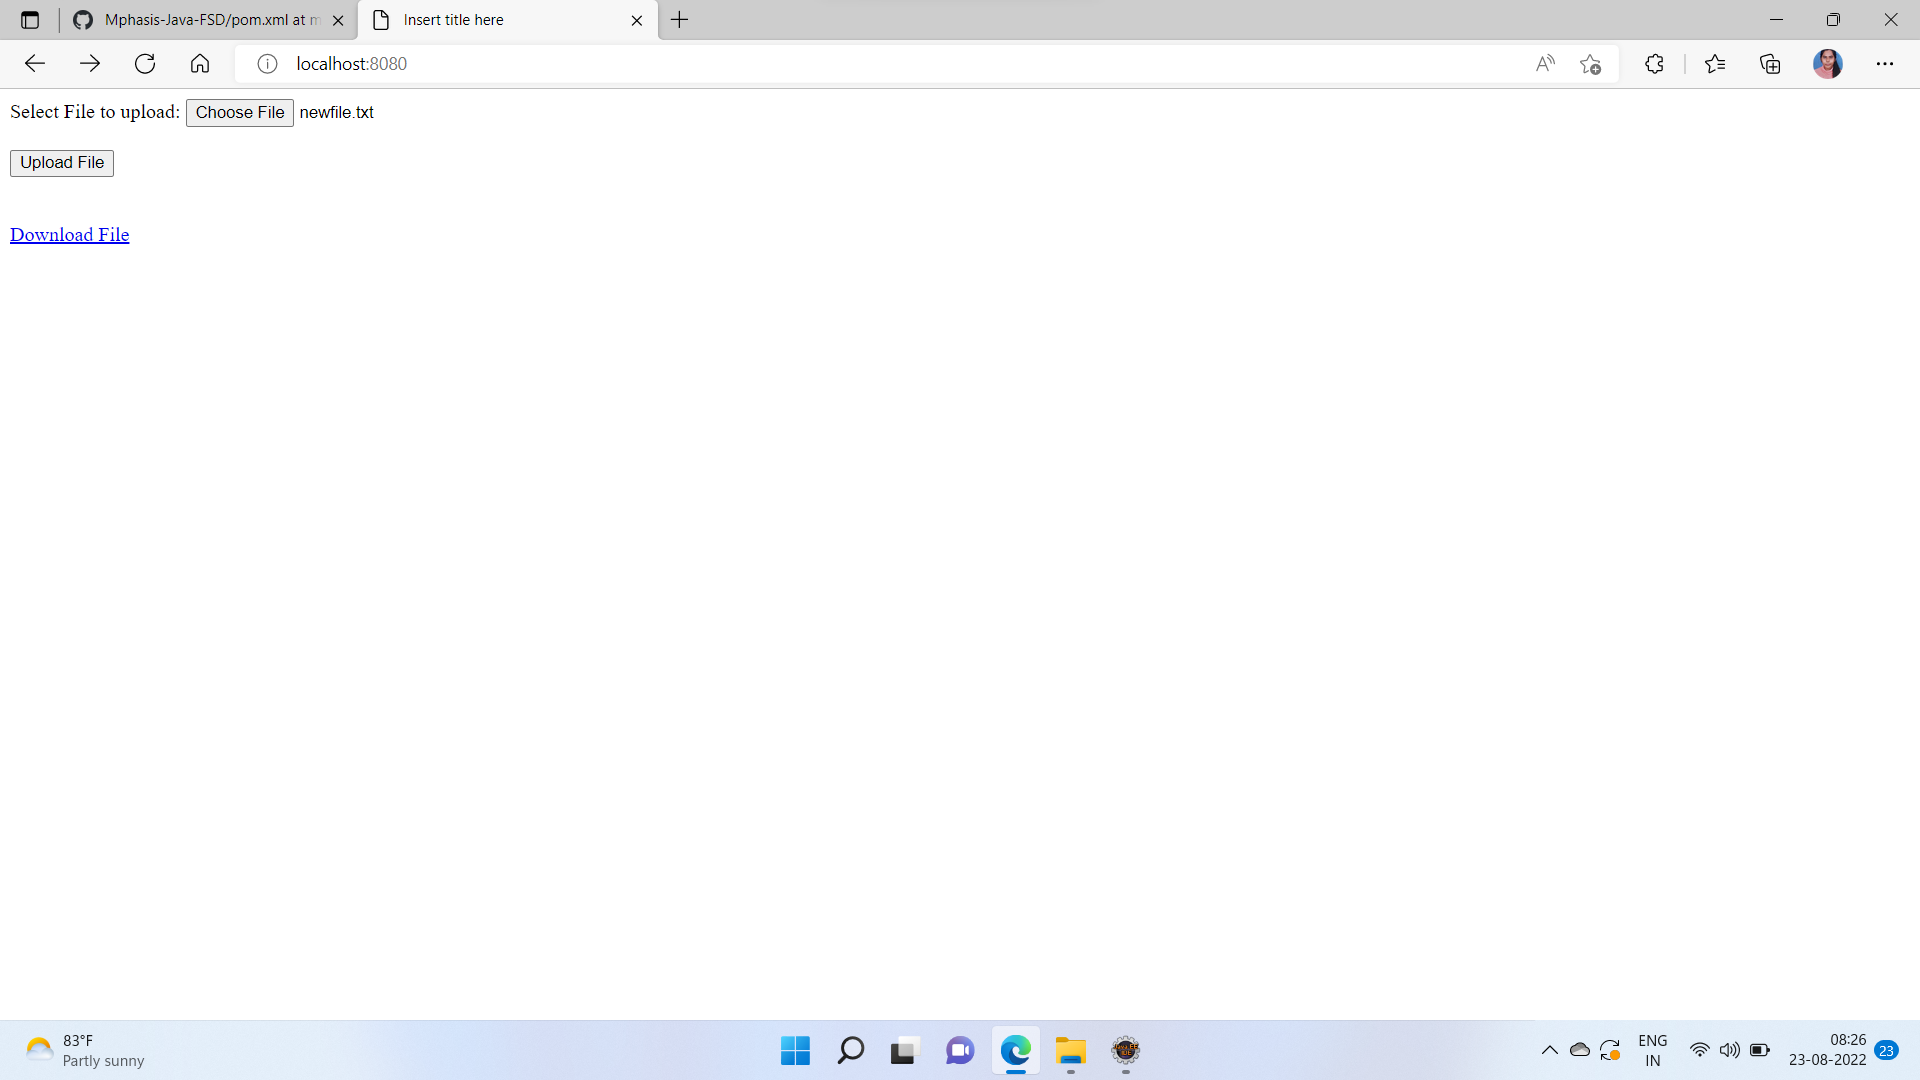 Mphasis-Java-FSD/pom.xml at m
Insert title here
localhost:8080
Select File to upload: Choose File newfile.txt
Upload File
Download File
83°F
Partly sunny
ENG
IN
08:26
23-08-2022
23